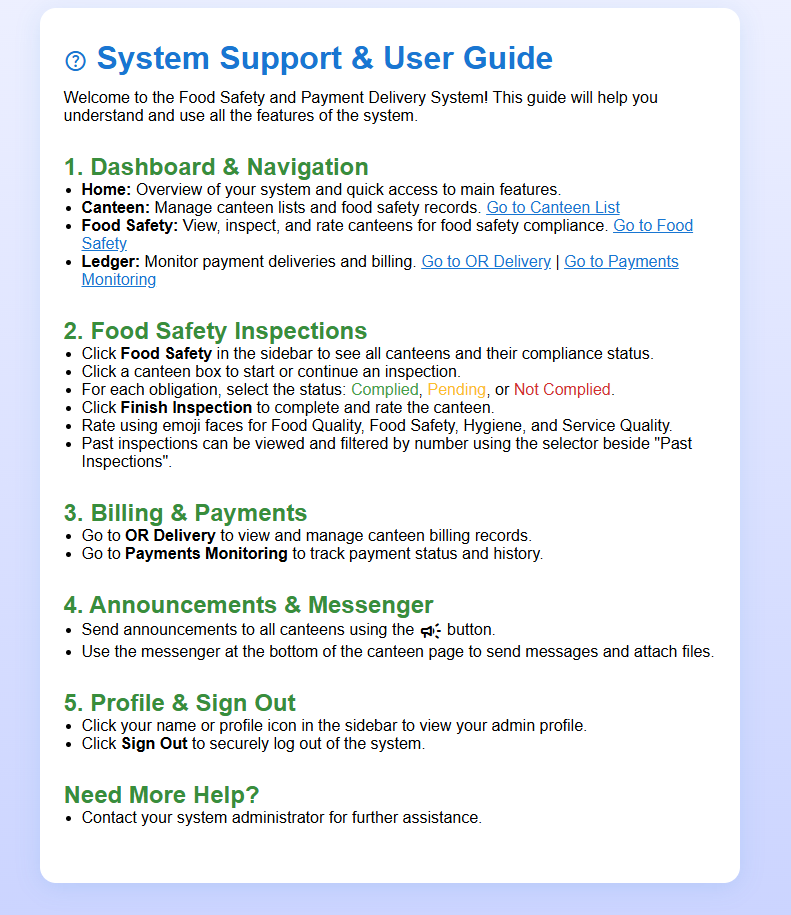 System Support & User Guide
Welcome to the Food Safety and Payment Delivery System! This guide will help you
understand and use all the features of the system.
1. Dashboard & Navigation
• Home: Overview of your system and quick access to main features.
• Canteen: Manage canteen lists and food safety records. Go to Canteen List
• Food Safety: View, inspect, and rate canteens for food safety compliance. Go to Food
Safety
• Ledger: Monitor payment deliveries and billing. Go to OR Delivery | Go to Payments
Monitoring
2. Food Safety Inspections
• Click Food Safety in the sidebar to see all canteens and their compliance status.
• Click a canteen box to start or continue an inspection.
• For each obligation, select the status: Complied, Pending, or Not Complied.
• Click Finish Inspection to complete and rate the canteen.
• Rate using emoji faces for Food Quality, Food Safety, Hygiene, and Service Quality.
• Past inspections can be viewed and filtered by number using the selector beside "Past
Inspections".
3. Billing & Payments
• Go to OR Delivery to view and manage canteen billing records.
• Go to Payments Monitoring to track payment status and history.
4. Announcements & Messenger
• Send announcements to all canteens using the button.
• Use the messenger at the bottom of the canteen page to send messages and attach files.
5. Profile & Sign Out
• Click your name or profile icon in the sidebar to view your admin profile.
• Click Sign Out to securely log out of the system.
Need More Help?
• Contact your system administrator for further assistance.